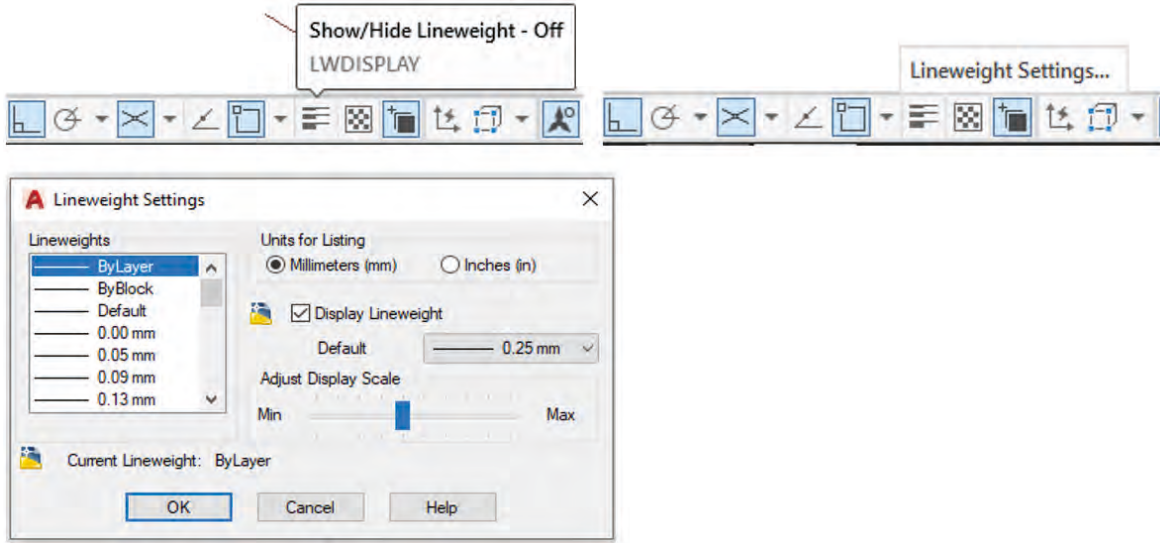 Show/Hide Lineweight - Off
LWDISPLAY
Lineweight Settings...
Lineweight Settings
Lineweights
ByLayer
ByBlock
Default
0.00 mm
0.05 mm
0.09 mm
0.13 mm
Units for Listing
Millimeters (mm) Inches (in)
Display Lineweight
Default 0.25 mm
Adjust Display Scale
Min Max
Current Lineweight: ByLayer
OK Cancel Help